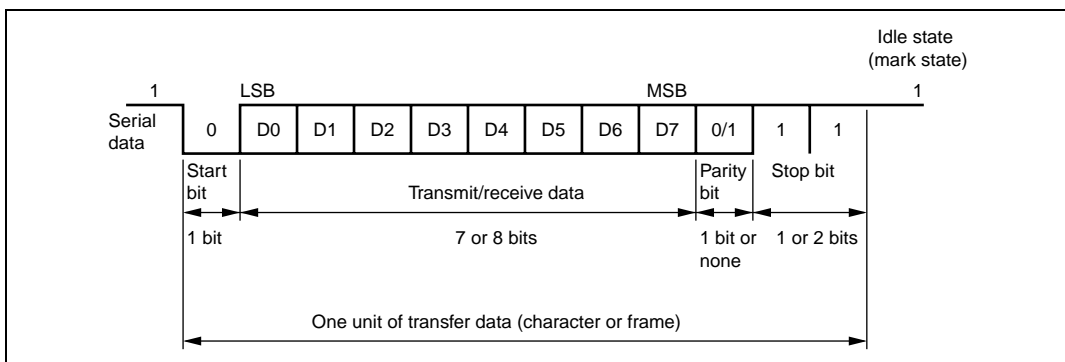 Idle state
(mark state)
1 LSB MSB 1
Serial
data
0 D0 D1 D2 D3 D4 D5 D6 D7 0/1 1 1
Start
bit
Transmit/receive data
Parity
bit
Stop bit
1 bit
7 or 8 bits
1 bit or
none
1 or 2 bits
One unit of transfer data (character or frame)